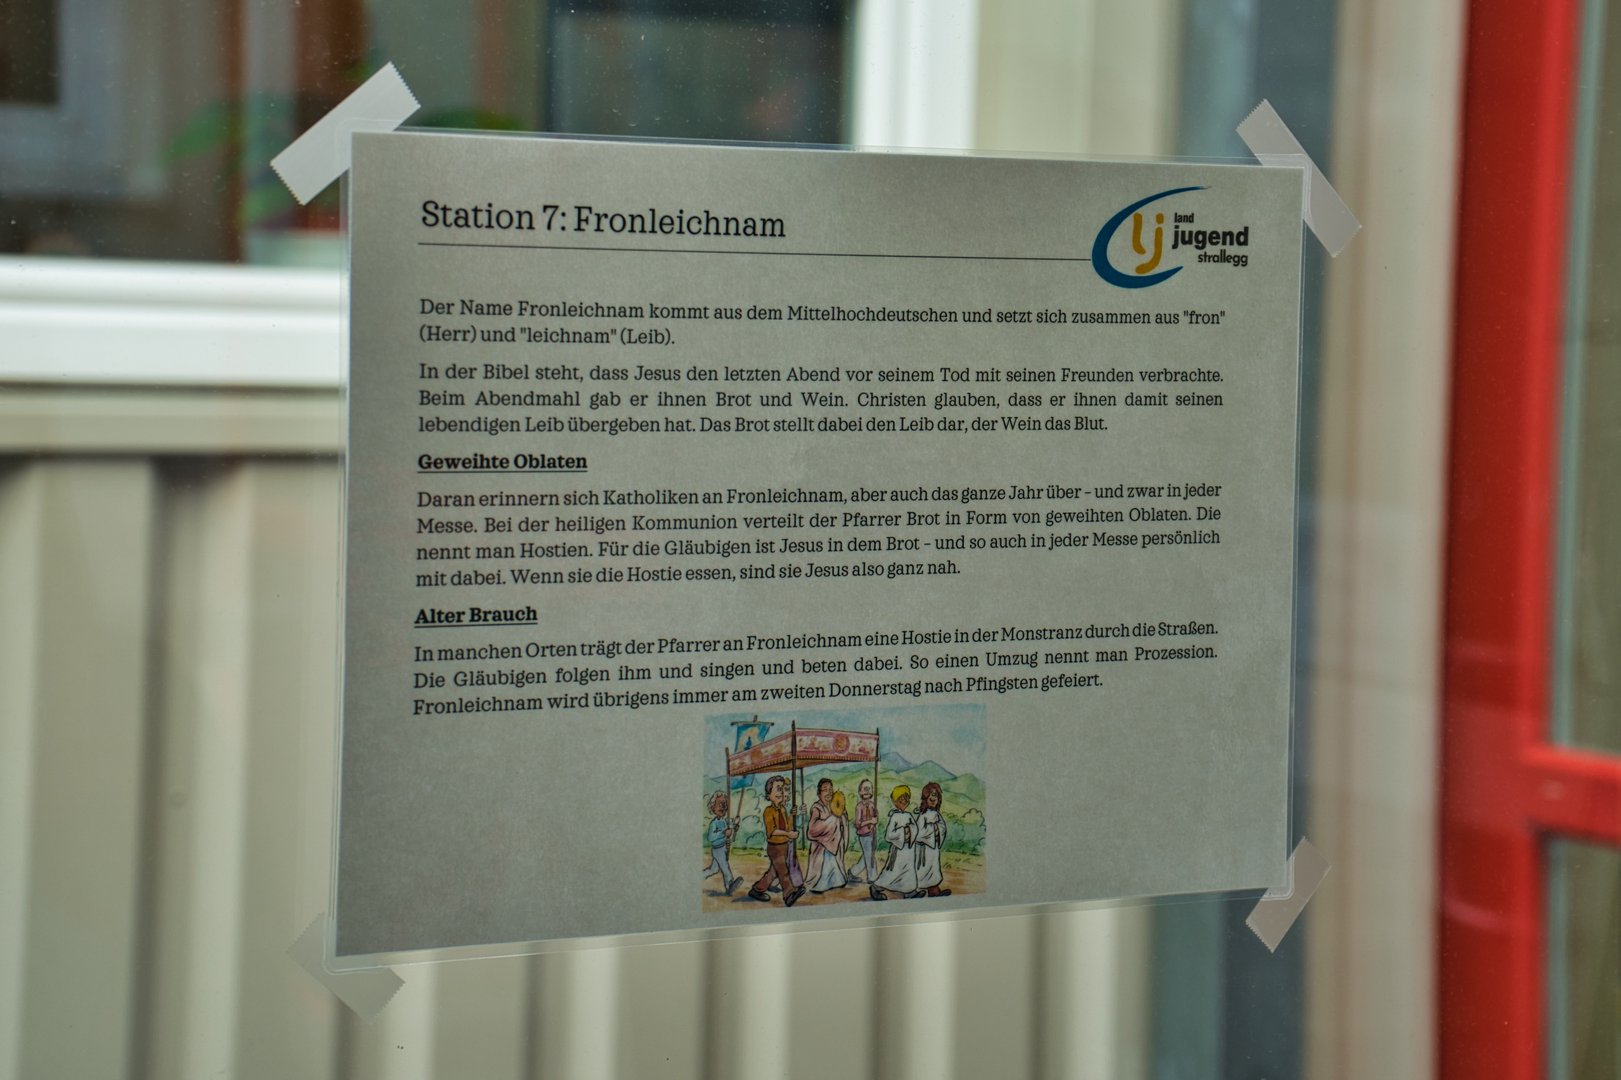 Station 7: Fronleichnam
land
jugend
strallegg
Der Name Fronleichnam kommt aus dem Mittelhochdeutschen und setzt sich zusammen aus "fron"
(Herr) und "leichnam" (Leib).
In der Bibel steht, dass Jesus den letzten Abend vor seinem Tod mit seinen Freunden verbrachte.
Beim Abendmahl gab er ihnen Brot und Wein. Christen glauben, dass er ihnen damit seinen
lebendigen Leib übergeben hat. Das Brot stellt dabei den Leib dar, der Wein das Blut.
Geweihte Oblaten
Daran erinnern sich Katholiken an Fronleichnam, aber auch das ganze Jahr über – und zwar in jeder
Messe. Bei der heiligen Kommunion verteilt der Pfarrer Brot in Form von geweihten Oblaten. Die
nennt man Hostien. Für die Gläubigen ist Jesus in dem Brot – und so auch in jeder Messe persönlich
mit dabei. Wenn sie die Hostie essen, sind sie Jesus also ganz nah.
Alter Brauch
In manchen Orten trägt der Pfarrer an Fronleichnam eine Hostie in der Monstranz durch die Straßen.
Die Gläubigen folgen ihm und singen und beten dabei. So einen Umzug nennt man Prozession.
Fronleichnam wird übrigens immer am zweiten Donnerstag nach Pfingsten gefeiert.